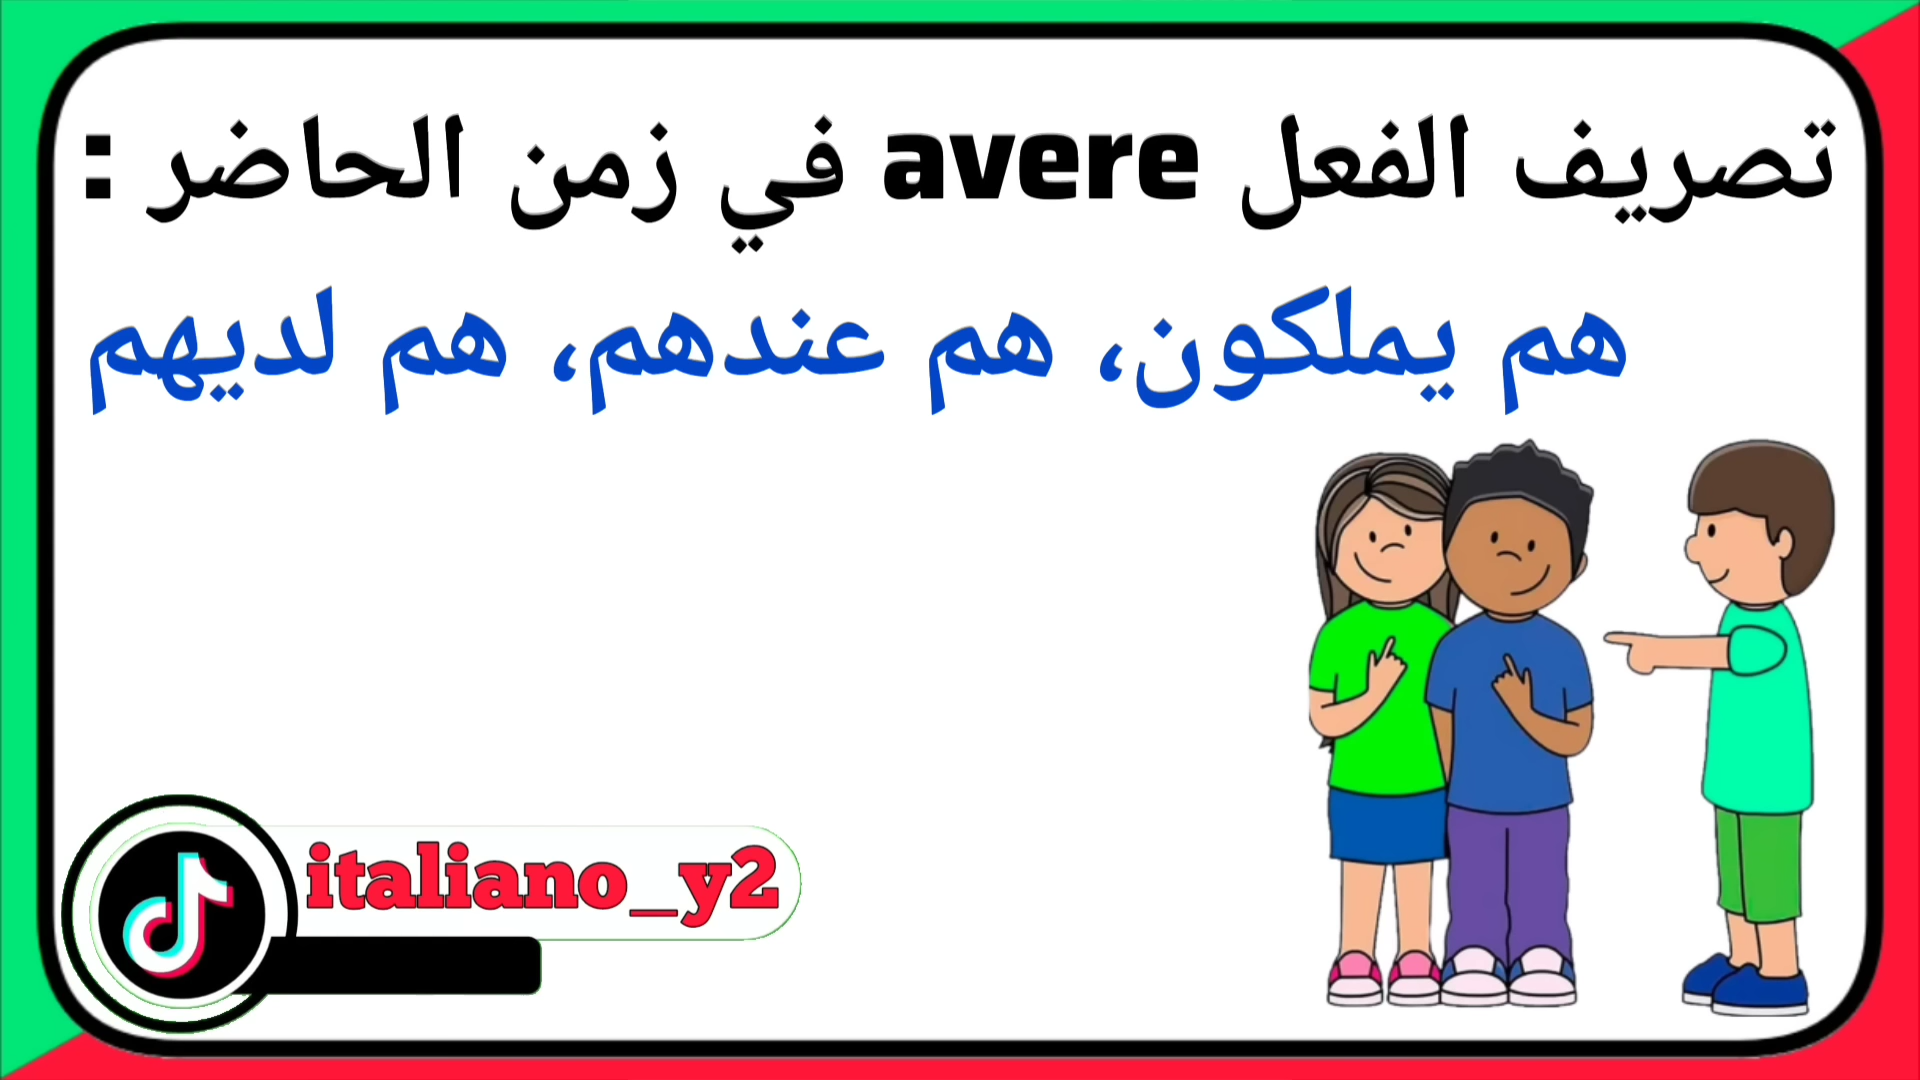 تصريف الفعل avere في زمن الحاضر :
هم يملكون، هم عندهم، هم لديهم
italiano_y2